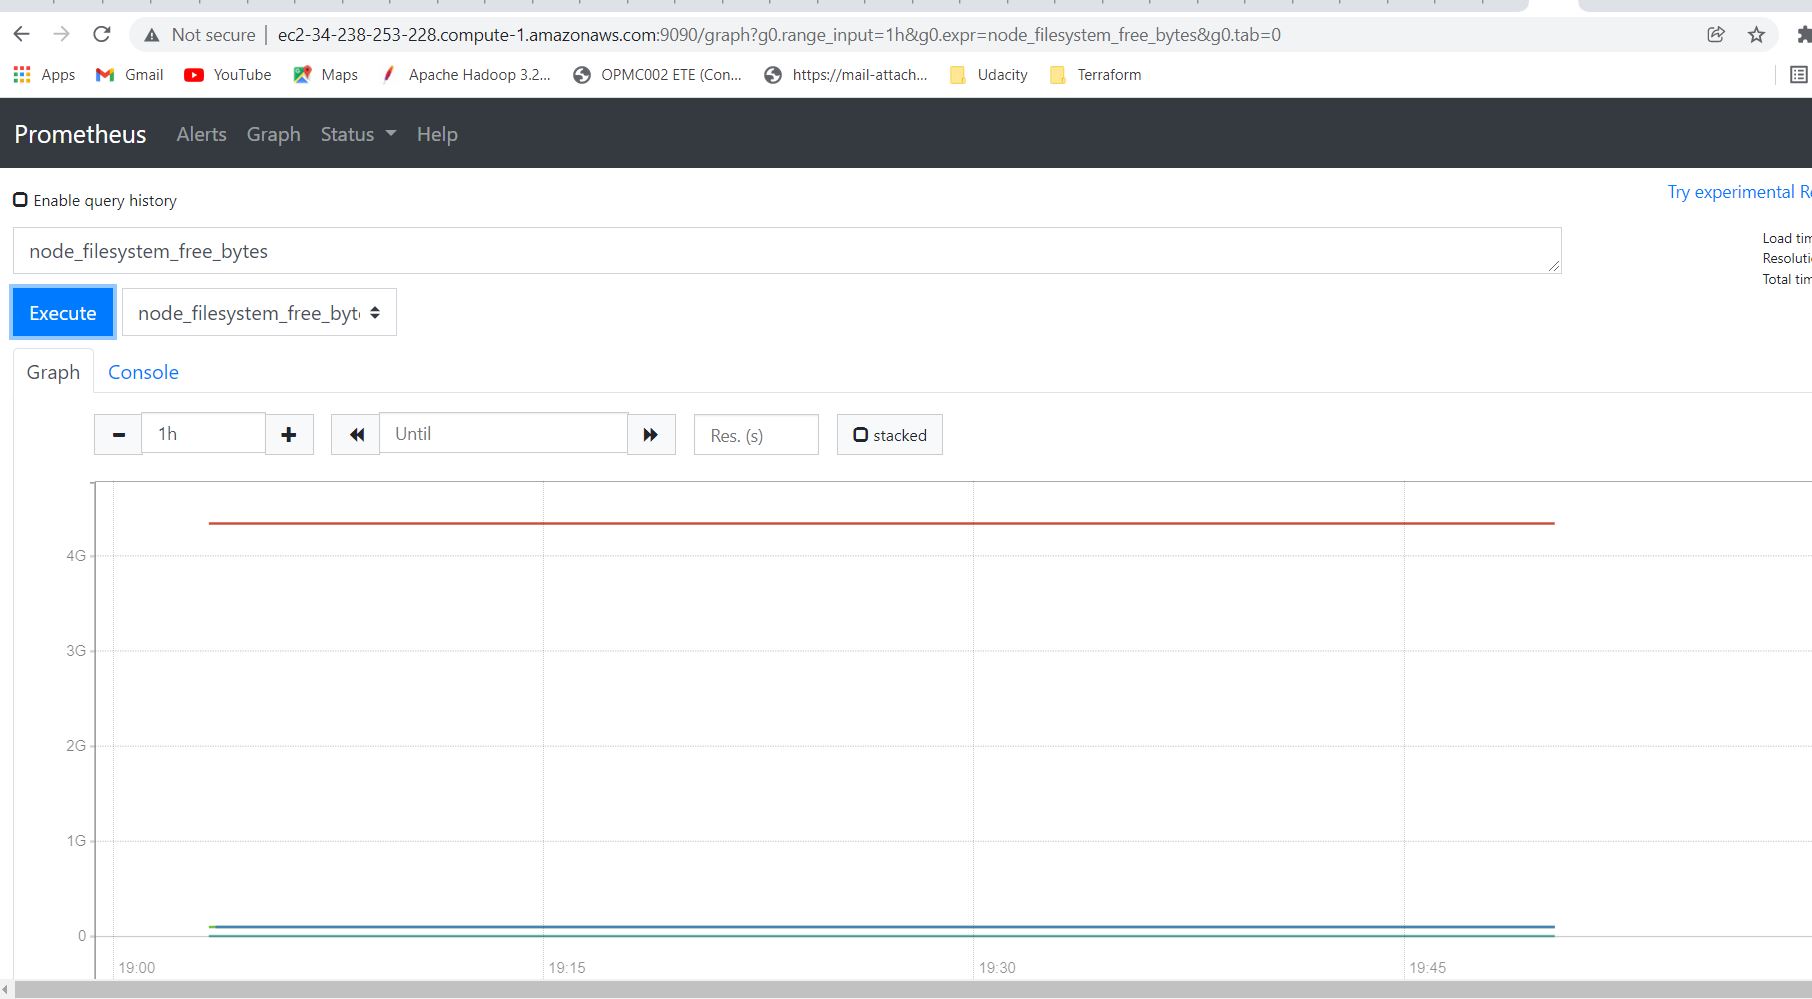 Not secure | ec2-34-238-253-228.compute-1.amazonaws.com:9090/graph?g0.range_input=1h&g0.expr=node_filesystem_free_bytes&g0.tab=0
Apps Gmail YouTube Maps Apache Hadoop 3.2... OPMC002 ETE (Con... https://mail-attach... Udacity Terraform
Prometheus Alerts Graph Status Help
Enable query history
Try experimental Re
node_filesystem_free_bytes
Load tim
Resoluti
Total tim
Execute node_filesystem_free_byt
Graph Console
1h Until Res. (s) stacked
4G
3G
2G
1G
0
19:00 19:15 19:30 19:45